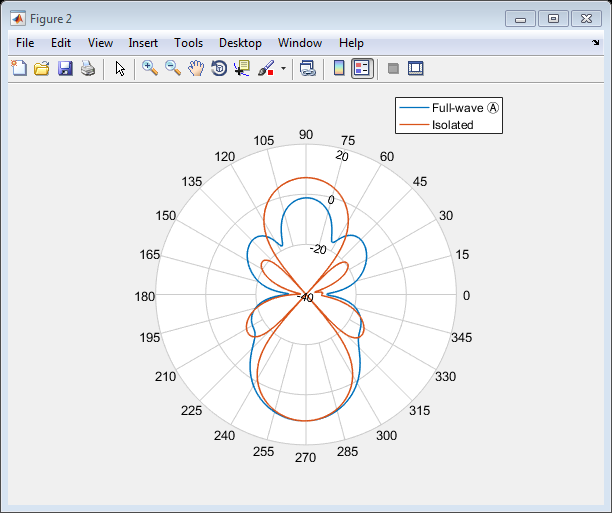 Figure 2
File Edit View Insert Tools Desktop Window Help
Full-wave Ⓐ
Isolated
90
105 75
120 20 60
135 45
150 0 30
165 -20 15
180 -40 0
195 345
210 330
225 315
240 300
255 285
270